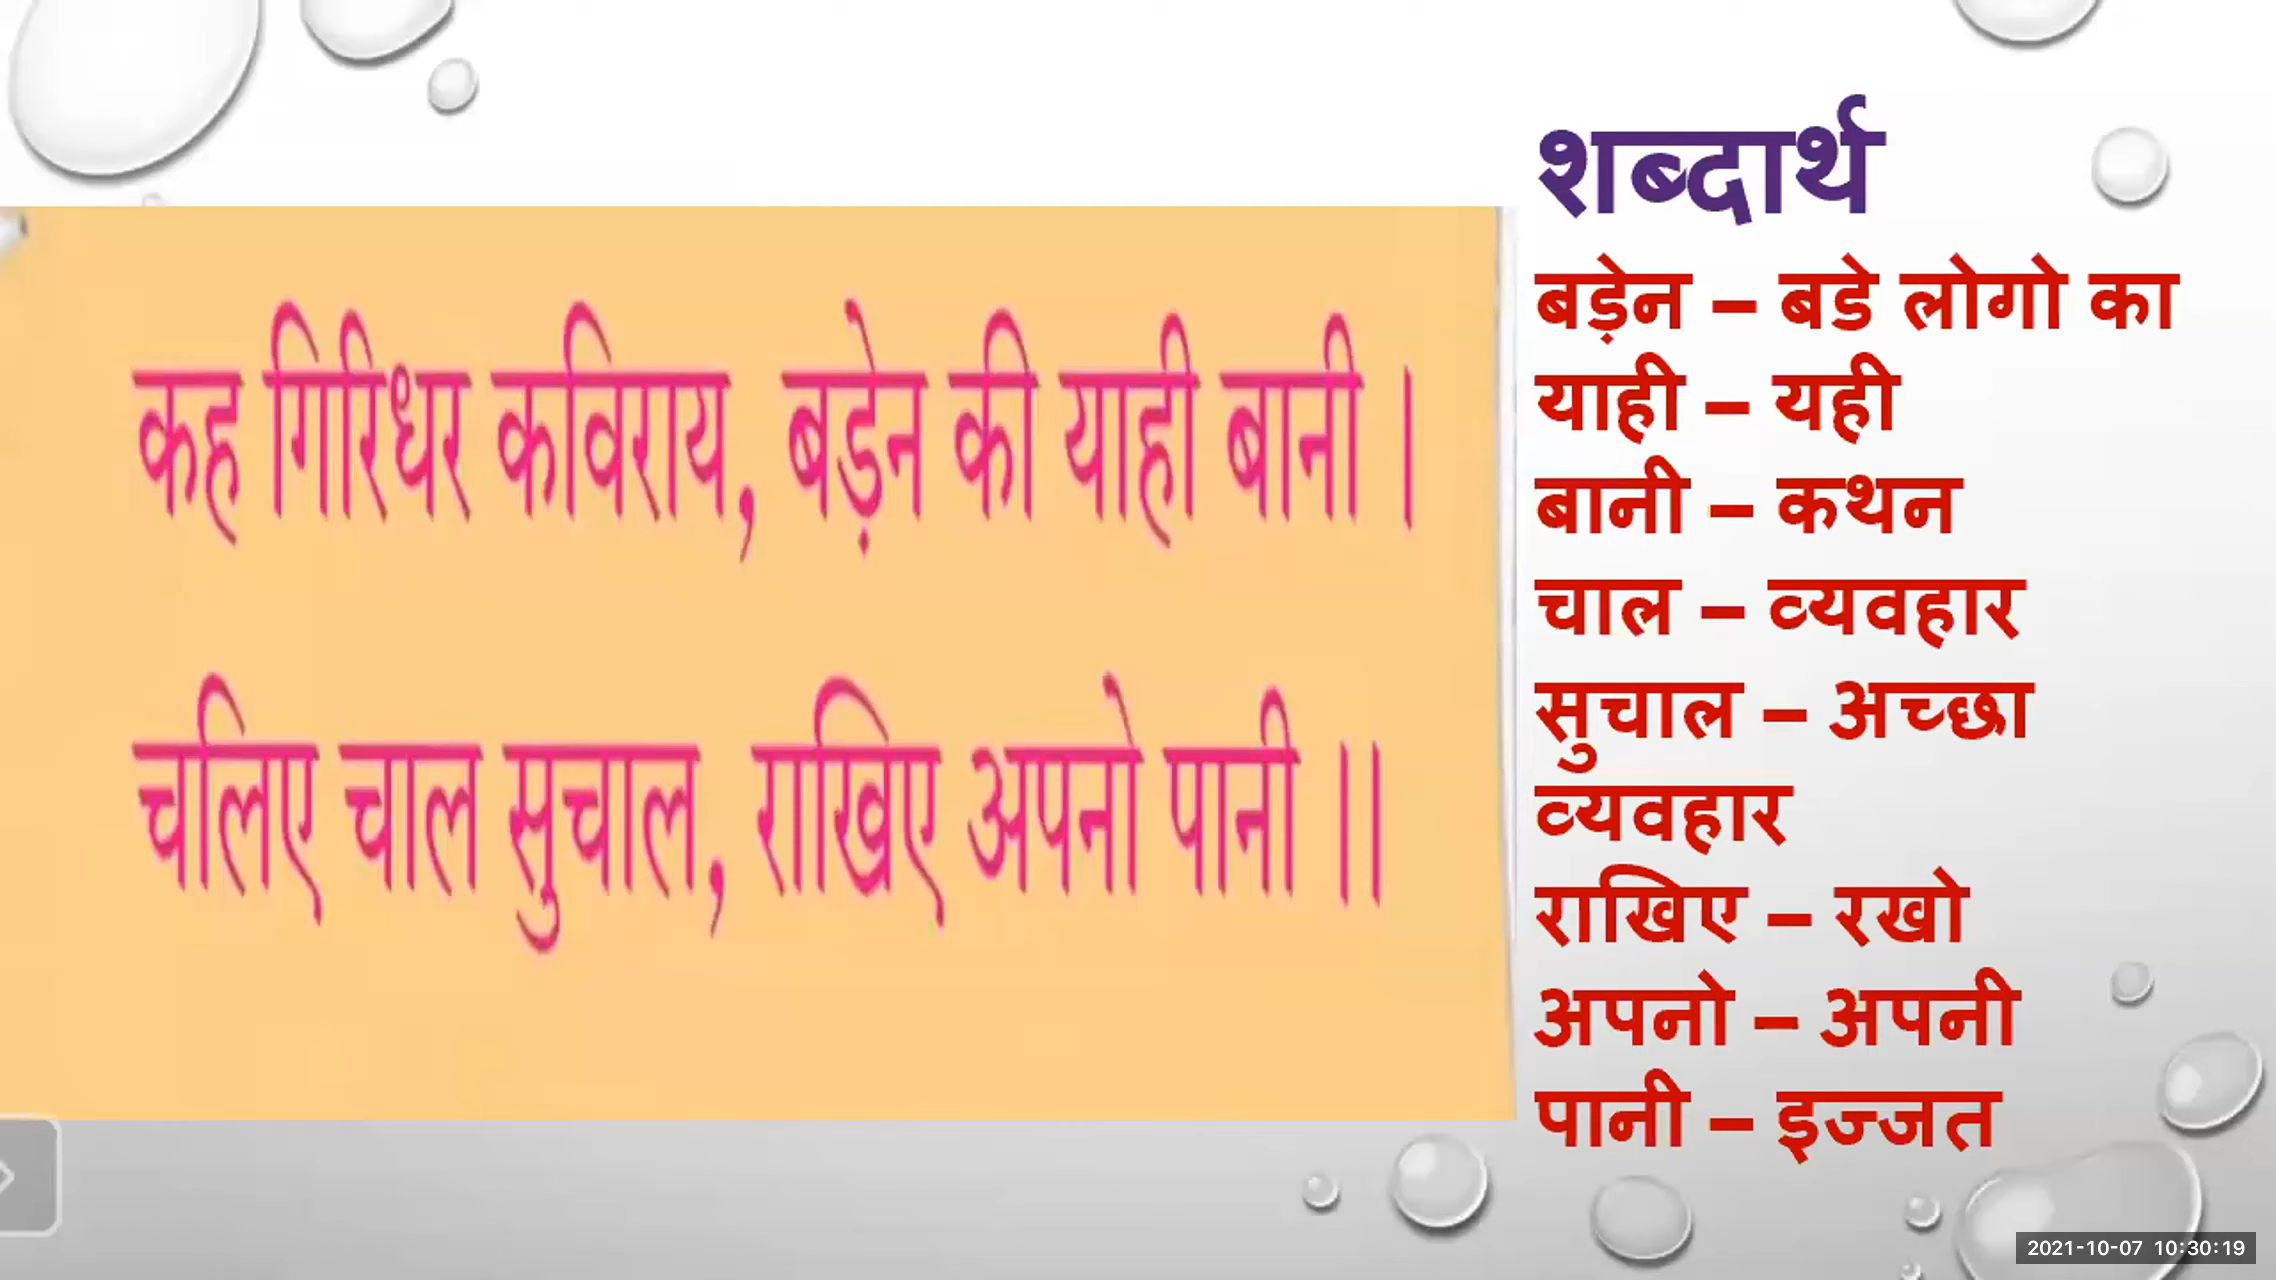 कह गिरिधर कविराय, बड़ेन की याही बानी ।
चलिए चाल सुचाल, राखिए अपनो पानी ।।
शब्दार्थ
बड़ेन – बडे लोगो का
याही – यही
बानी – कथन
चाल – व्यवहार
सुचाल – अच्छा
व्यवहार
राखिए – रखो
अपनो – अपनी
पानी – इज्जत
2021-10-07 10:30:19